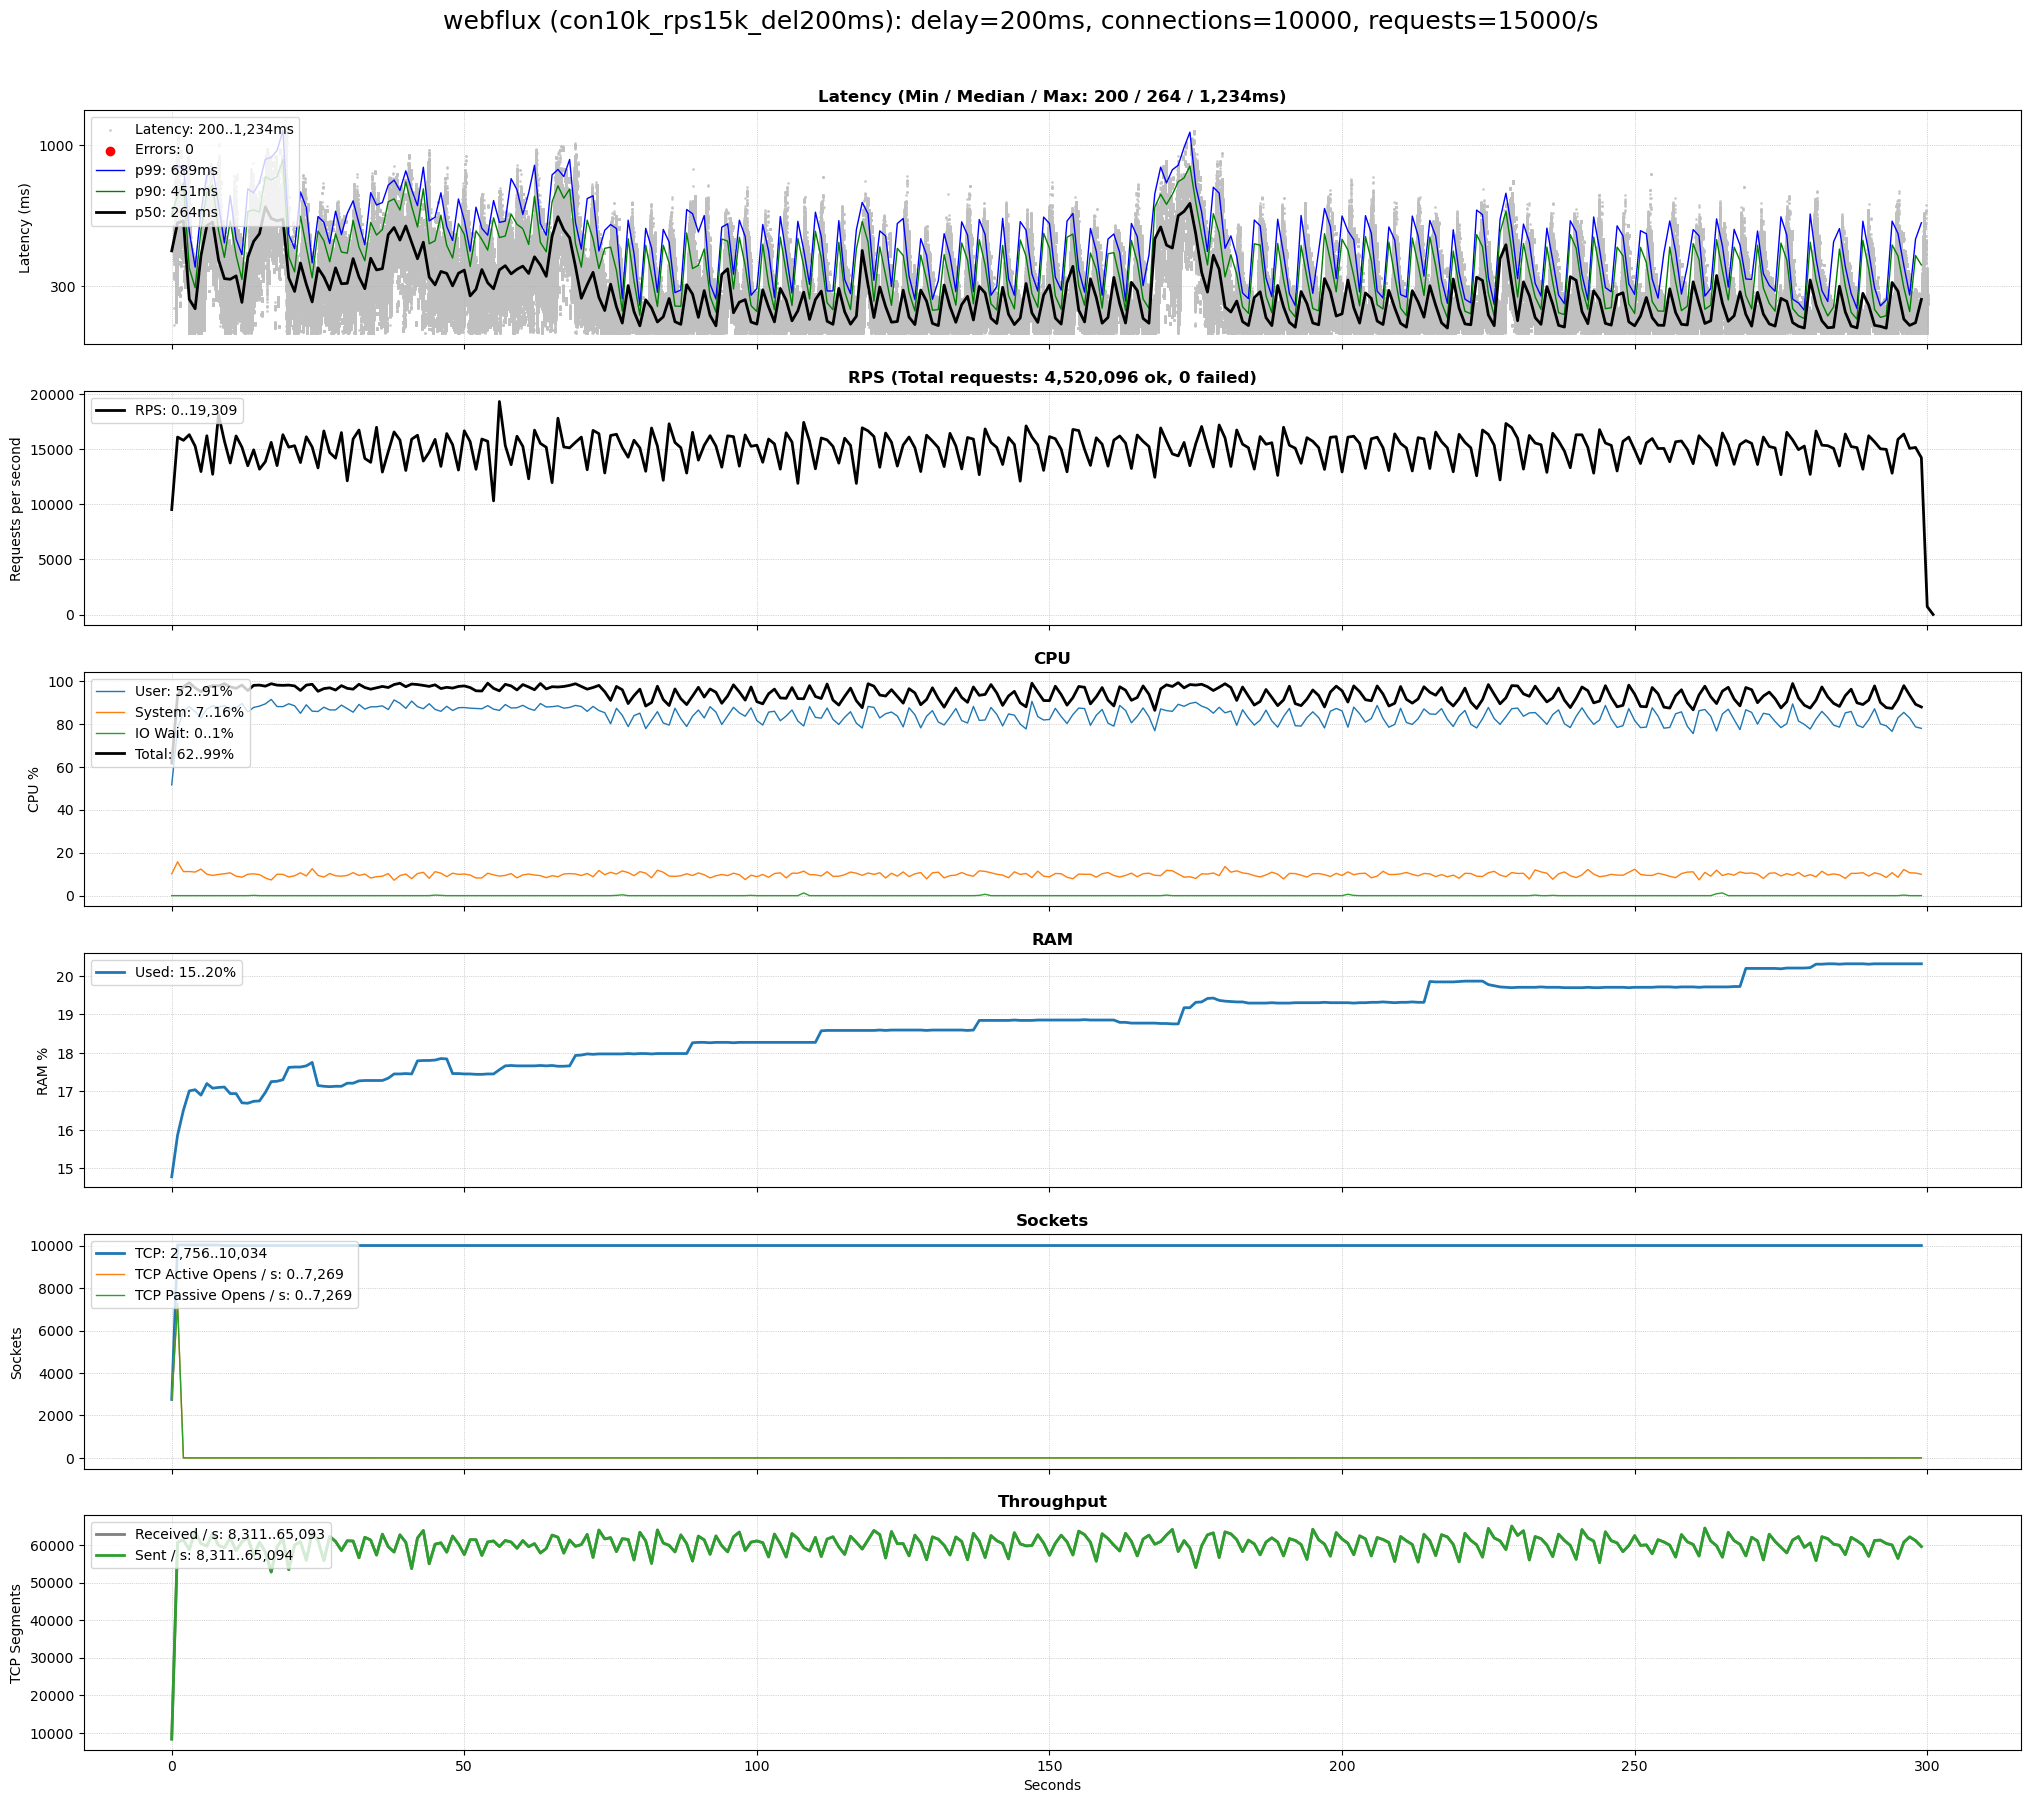 webflux (con10k_rps15k_del200ms): delay=200ms, connections=10000, requests=15000/s
Latency (Min / Median / Max: 200 / 264 / 1,234ms)
Latency: 200..1,234ms
Errors: 0
p99: 689ms
p90: 451ms
p50: 264ms
1000
300
Latency (ms)
RPS (Total requests: 4,520,096 ok, 0 failed)
RPS: 0..19,309
20000
15000
10000
5000
0
Requests per second
CPU
User: 52..91%
System: 7..16%
IO Wait: 0..1%
Total: 62..99%
100
80
60
40
20
0
CPU %
RAM
Used: 15..20%
20
19
18
17
16
15
RAM %
Sockets
TCP: 2,756..10,034
TCP Active Opens / s: 0..7,269
TCP Passive Opens / s: 0..7,269
10000
8000
6000
4000
2000
0
Sockets
Throughput
Received / s: 8,311..65,093
Sent / s: 8,311..65,094
60000
50000
40000
30000
20000
10000
TCP Segments
0
50
100
150
200
250
300
Seconds